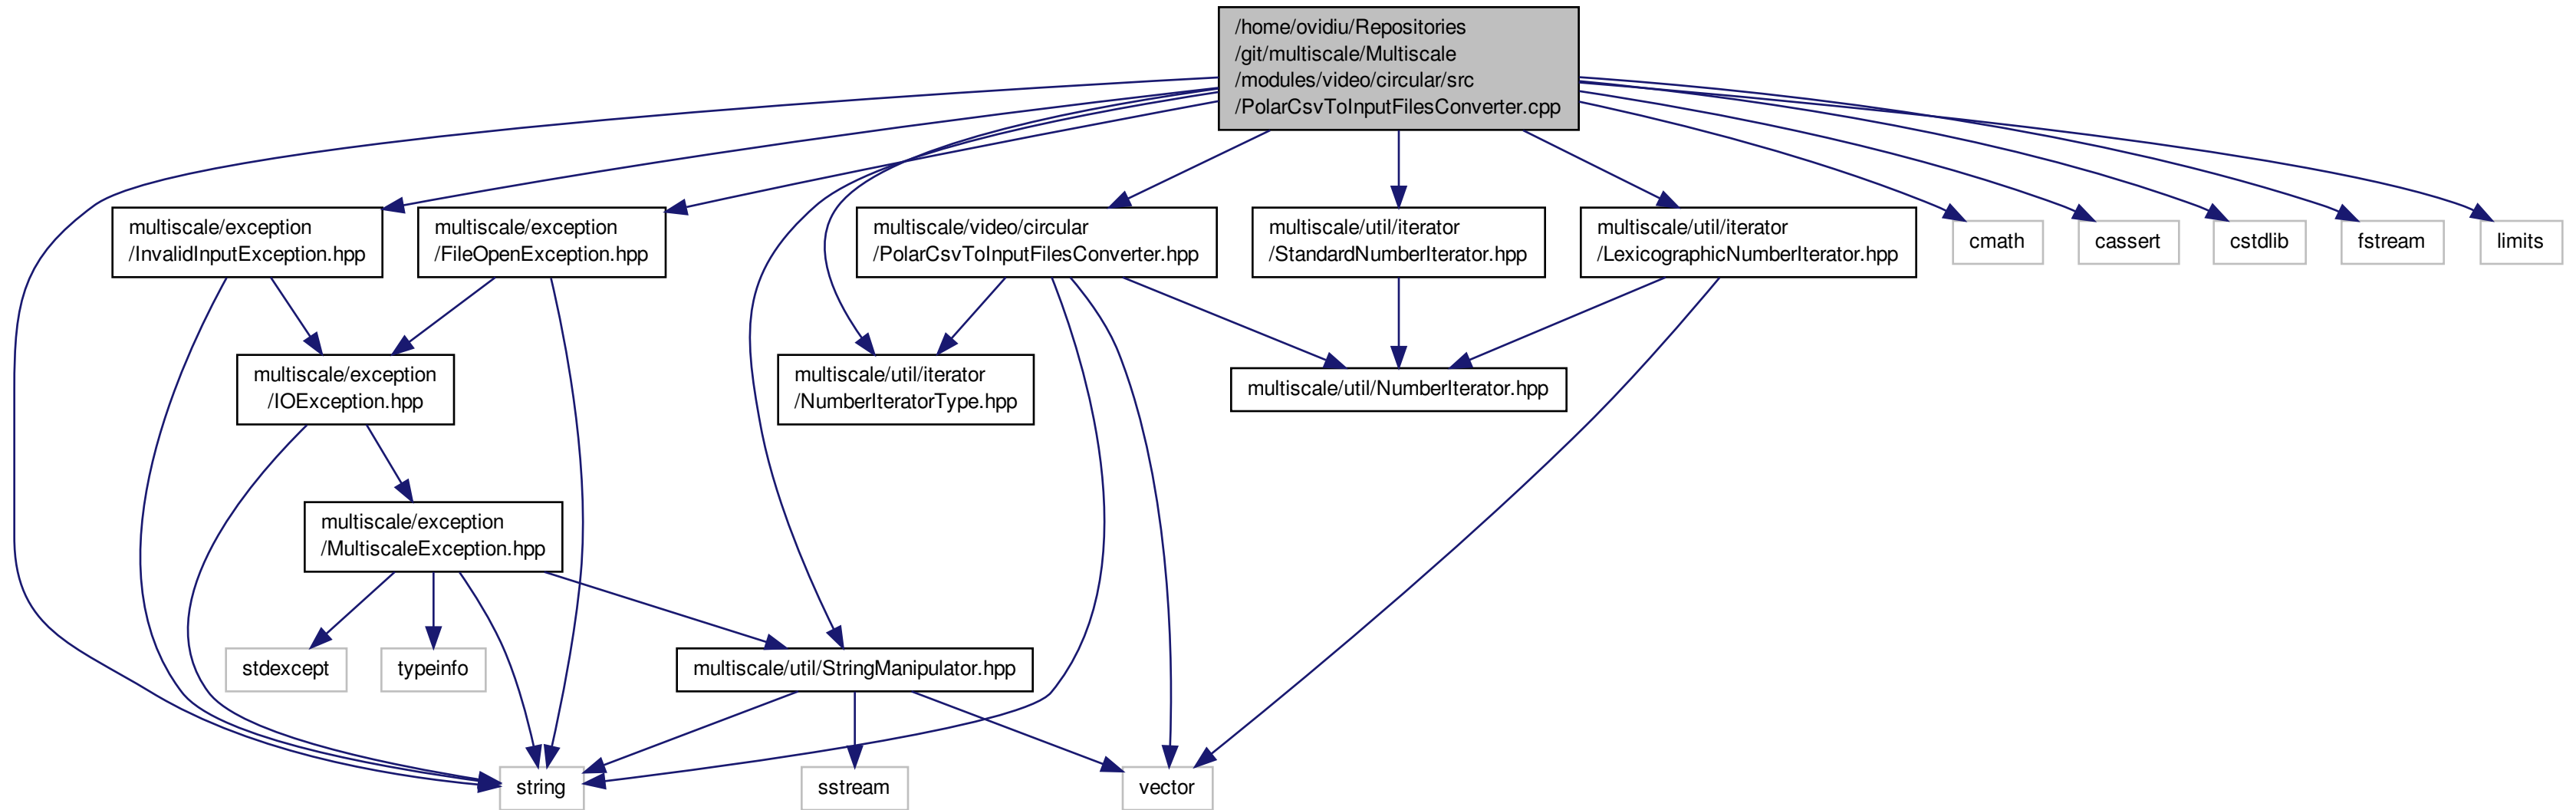 /home/ovidiu/Repositories
/git/multiscale/Multiscale
/modules/video/circular/src
/PolarCsvToInputFilesConverter.cpp
multiscale/exception
/InvalidInputException.hpp
multiscale/exception
/FileOpenException.hpp
multiscale/video/circular
/PolarCsvToInputFilesConverter.hpp
multiscale/util/iterator
/StandardNumberIterator.hpp
multiscale/util/iterator
/LexicographicNumberIterator.hpp
cmath
cassert
cstdlib
fstream
limits
multiscale/exception
/IOException.hpp
multiscale/util/iterator
/NumberIteratorType.hpp
multiscale/util/NumberIterator.hpp
multiscale/exception
/MultiscaleException.hpp
stdexcept
typeinfo
multiscale/util/StringManipulator.hpp
string
sstream
vector